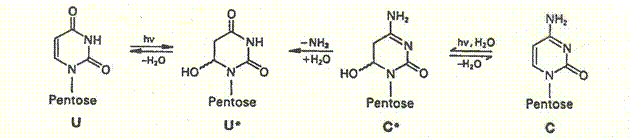 O O NH₂ NH₂
hν −NH₃ hν, H₂O
NH NH N N
−H₂O +H₂O −H₂O
N O HO N O HO N O N O
Pentose Pentose Pentose Pentose
U U* C* C